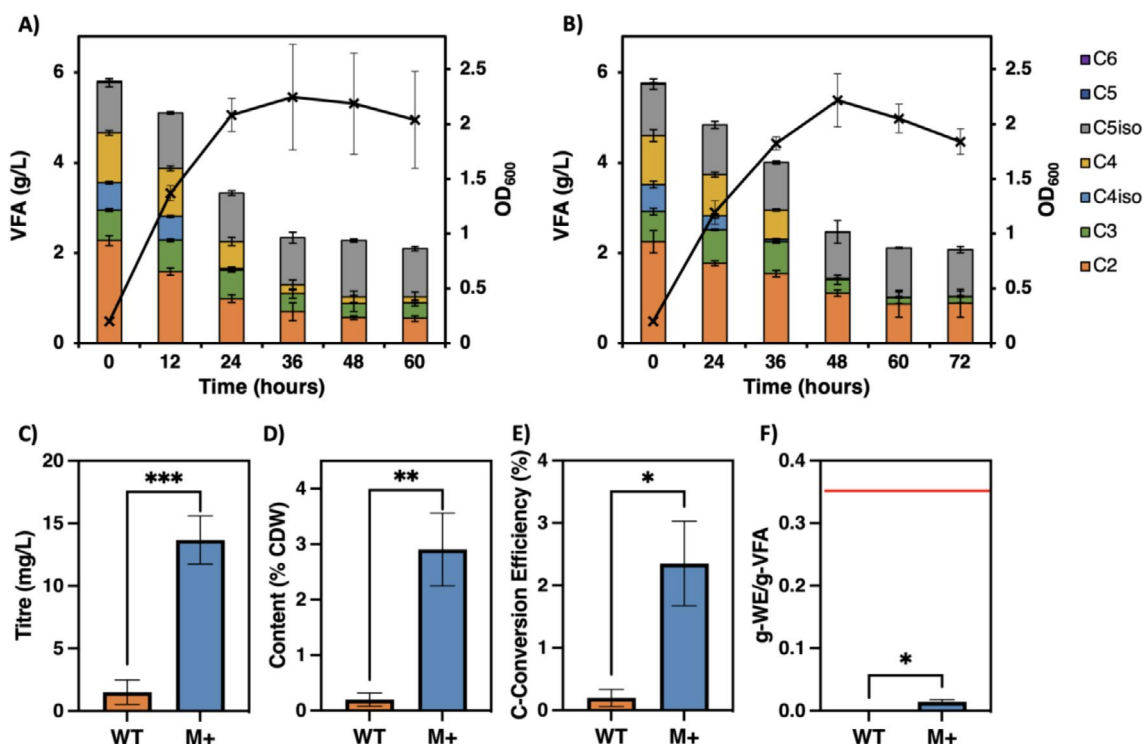 A)
VFA (g/L)
6
4
2
0
2.5
2
1.5
1
0.5
0
OD600
0 12 24 36 48 60
Time (hours)
B)
VFA (g/L)
6
4
2
0
2.5
2
1.5
1
0.5
0
OD600
0 24 36 48 60 72
Time (hours)
C6
C5
C5iso
C4
C4iso
C3
C2
C)
Titre (mg/L)
20
15
10
5
0
***
WT M+
D)
Content (% CDW)
4
3
2
1
0
**
WT M+
E)
C-Conversion Efficiency (%)
4
3
2
1
0
*
WT M+
F)
g-WE/g-VFA
0.4
0.3
0.2
0.1
0.0
*
WT M+